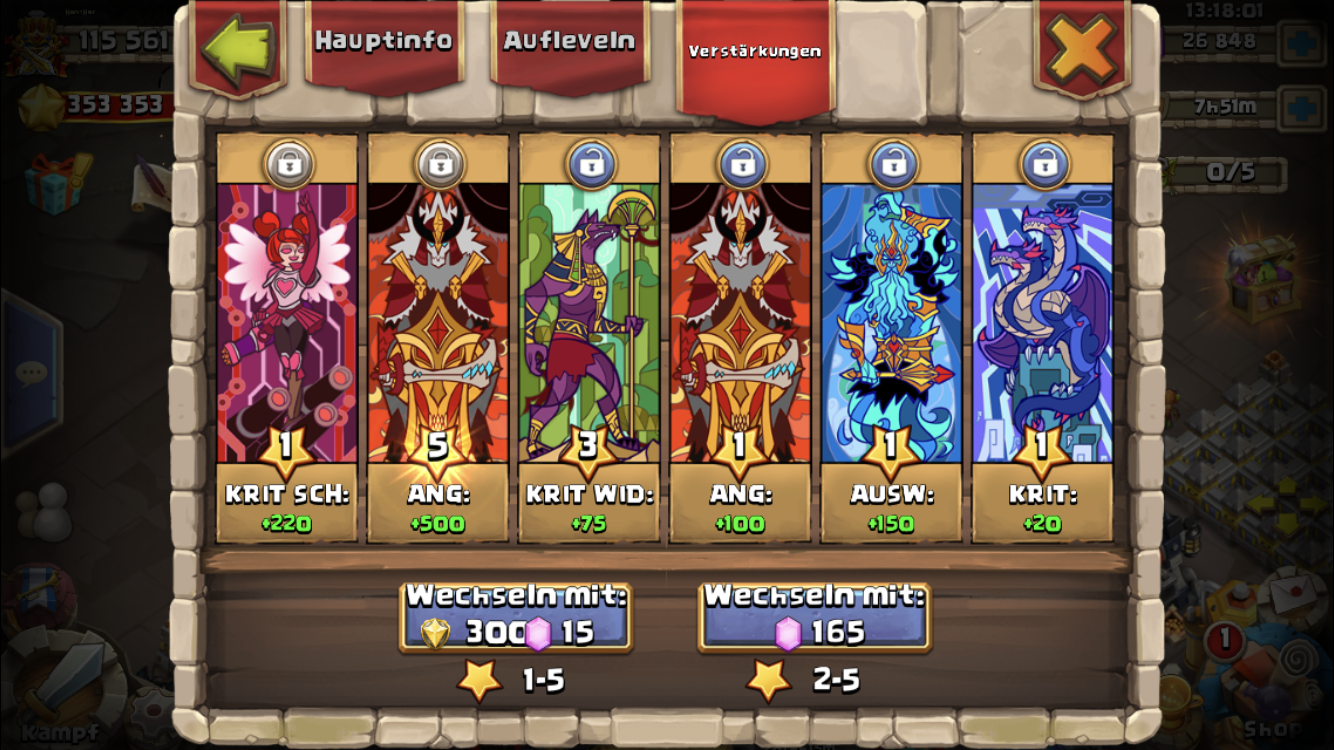 13:18:01
115 561
Hauptinfo
Aufleveln
Verstärkungen
26 848
353 353
7h51m
0/5
1
5
3
1
1
1
KRIT SCH:
ANG:
KRIT WID:
ANG:
AUSW:
KRIT:
+220
+500
+75
+100
+150
+20
Wechseln mit:
Wechseln mit:
300 15
165
1-5
2-5
1
Kampf
Shop